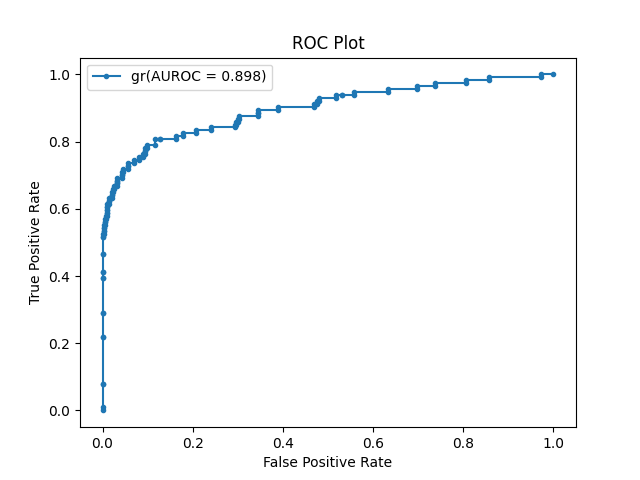 ROC Plot
gr(AUROC = 0.898)
True Positive Rate
1.0
0.8
0.6
0.4
0.2
0.0
0.0 0.2 0.4 0.6 0.8 1.0
False Positive Rate